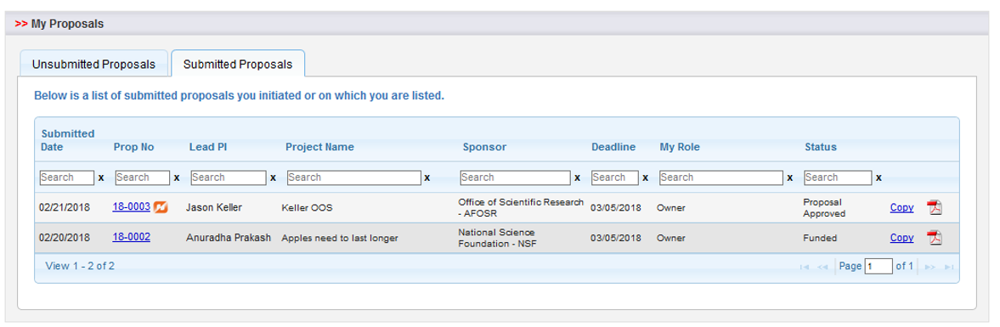 >> My Proposals
Unsubmitted Proposals Submitted Proposals
Below is a list of submitted proposals you initiated or on which you are listed.
Submitted
Date Prop No Lead PI Project Name Sponsor Deadline My Role Status
Search x Search x Search x Search x Search x Search x Search x Search x
02/21/2018 18-0003 Jason Keller Keller OOS Office of Scientific Research - AFOSR 03/05/2018 Owner Proposal Approved Copy
02/20/2018 18-0002 Anuradha Prakash Apples need to last longer National Science Foundation - NSF 03/05/2018 Owner Funded Copy
View 1 - 2 of 2 Page 1 of 1